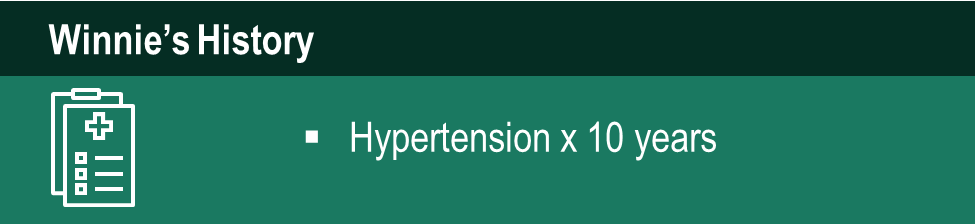 Winnie’s History
▪ Hypertension x 10 years